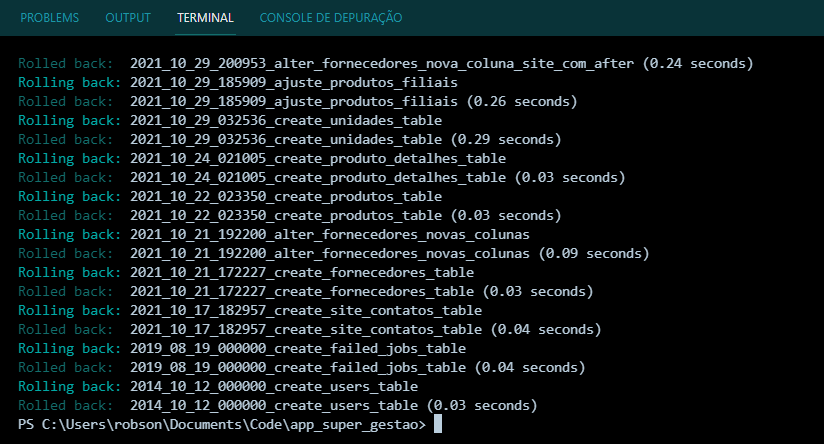 PROBLEMS OUTPUT TERMINAL CONSOLE DE DEPURAÇÃO
Rolled back: 2021_10_29_200953_alter_fornecedores_nova_coluna_site_com_after (0.24 seconds)
Rolling back: 2021_10_29_185909_ajuste_produtos_filiais
Rolled back: 2021_10_29_185909_ajuste_produtos_filiais (0.26 seconds)
Rolling back: 2021_10_29_032536_create_unidades_table
Rolled back: 2021_10_29_032536_create_unidades_table (0.29 seconds)
Rolling back: 2021_10_24_021005_create_produto_detalhes_table
Rolled back: 2021_10_24_021005_create_produto_detalhes_table (0.03 seconds)
Rolling back: 2021_10_22_023350_create_produtos_table
Rolled back: 2021_10_22_023350_create_produtos_table (0.03 seconds)
Rolling back: 2021_10_21_192200_alter_fornecedores_novas_colunas
Rolled back: 2021_10_21_192200_alter_fornecedores_novas_colunas (0.09 seconds)
Rolling back: 2021_10_21_172227_create_fornecedores_table
Rolled back: 2021_10_21_172227_create_fornecedores_table (0.03 seconds)
Rolling back: 2021_10_17_182957_create_site_contatos_table
Rolled back: 2021_10_17_182957_create_site_contatos_table (0.04 seconds)
Rolling back: 2019_08_19_000000_create_failed_jobs_table
Rolled back: 2019_08_19_000000_create_failed_jobs_table (0.04 seconds)
Rolling back: 2014_10_12_000000_create_users_table
Rolled back: 2014_10_12_000000_create_users_table (0.03 seconds)
PS C:\Users\robson\Documents\Code\app_super_gestao>